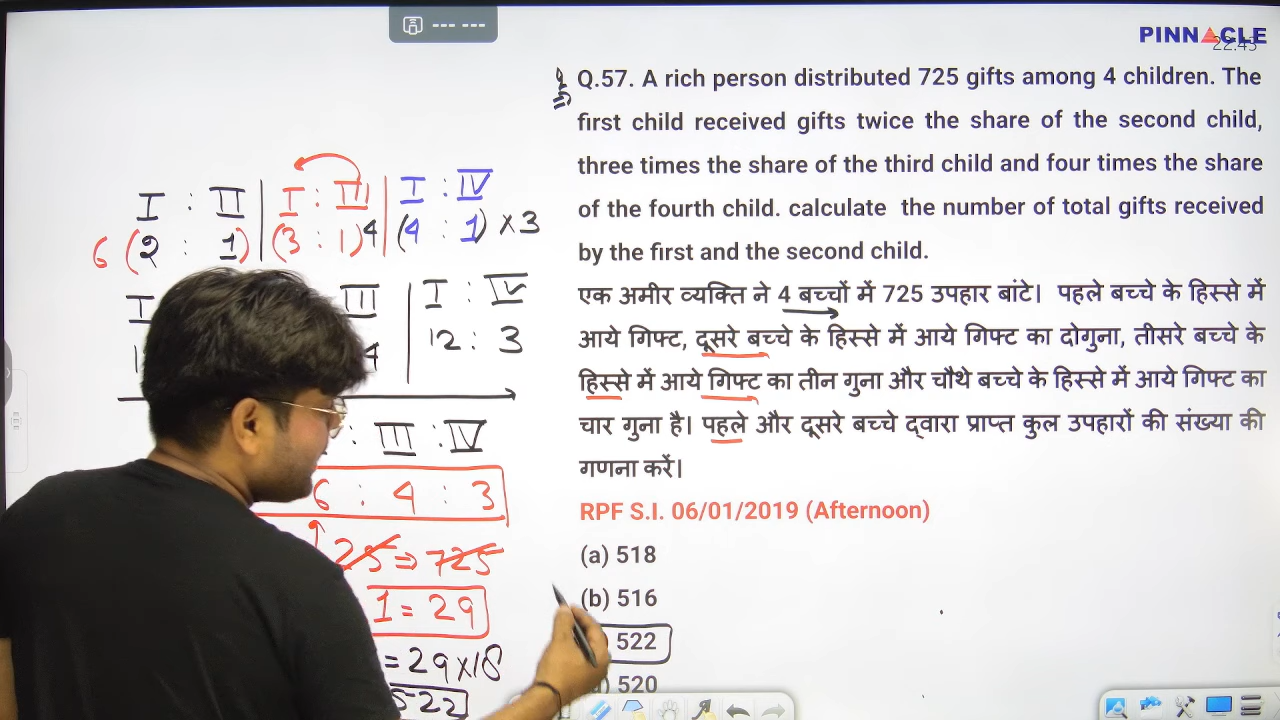 PINNACLE
22:43
Q.57. A rich person distributed 725 gifts among 4 children. The
first child received gifts twice the share of the second child,
three times the share of the third child and four times the share
of the fourth child. calculate the number of total gifts received
by the first and the second child.
एक अमीर व्यक्ति ने 4 बच्चों में 725 उपहार बांटे। पहले बच्चे के हिस्से में
आये गिफ्ट, दूसरे बच्चे के हिस्से में आये गिफ्ट का दोगुना, तीसरे बच्चे के
हिस्से में आये गिफ्ट का तीन गुना और चौथे बच्चे के हिस्से में आये गिफ्ट का
चार गुना है। पहले और दूसरे बच्चे द्वारा प्राप्त कुल उपहारों की संख्या की
गणना करें।
RPF S.I. 06/01/2019 (Afternoon)
(a) 518
(b) 516
522
520
I : II | I : III | I : IV
6 (2 : 1) | (3 : 1) 4 | (4 : 1) × 3
I III | I : IV
4 | 12 : 3
: III : IV
6 : 4 : 3
25 ⇒ 725
1 = 29
= 29×18
522